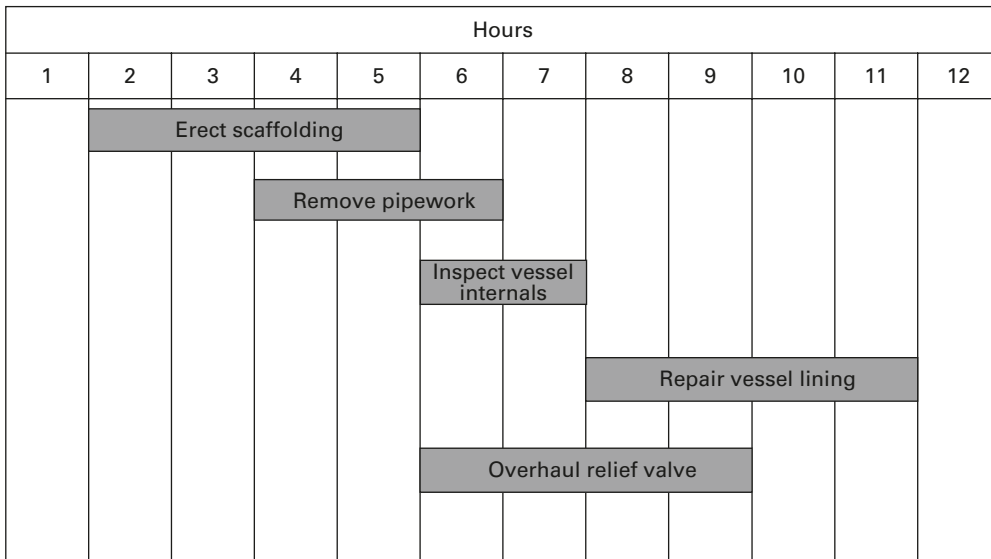 Hours
1 2 3 4 5 6 7 8 9 10 11 12
Erect scaffolding
Remove pipework
Inspect vessel
internals
Repair vessel lining
Overhaul relief valve